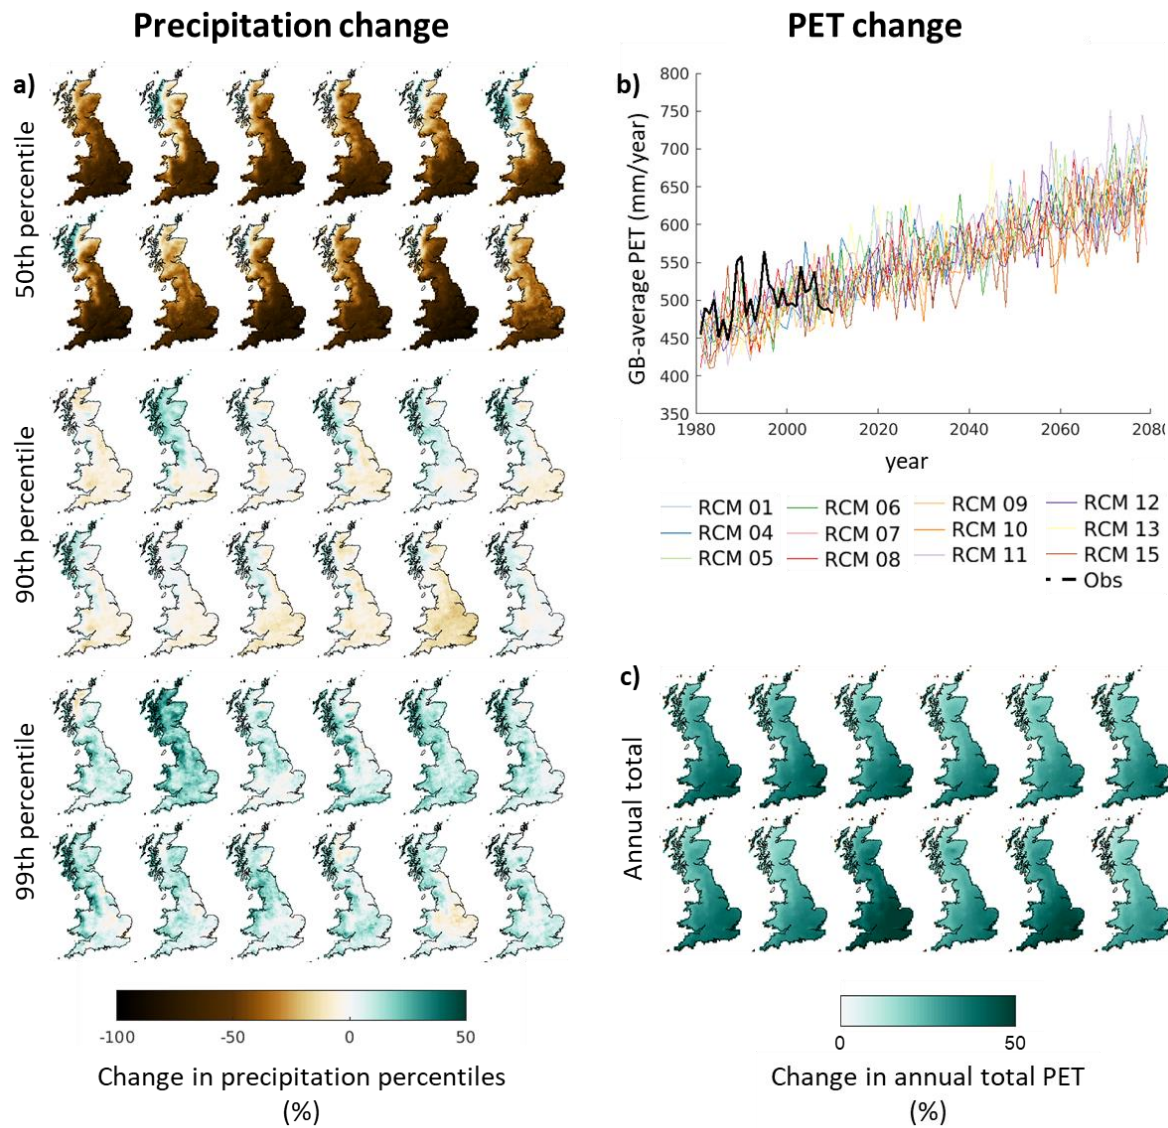 Precipitation change
PET change
a)
50th percentile
90th percentile
99th percentile
-100
-50
0
50
Change in precipitation percentiles
(%)
b)
GB-average PET (mm/year)
800
750
700
650
600
550
500
450
400
350
1980
2000
2020
2040
2060
2080
year
RCM 01
RCM 04
RCM 05
RCM 06
RCM 07
RCM 08
RCM 09
RCM 10
RCM 11
RCM 12
RCM 13
RCM 15
Obs
c)
Annual total
0
50
Change in annual total PET
(%)